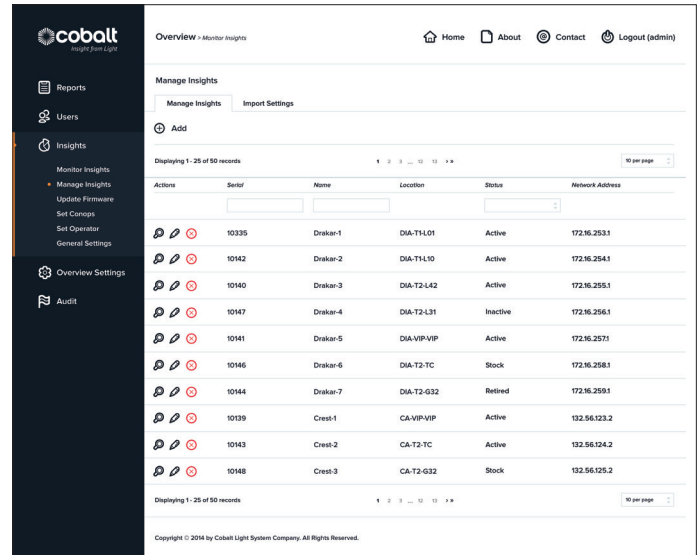 cobalt
Insight from Light
Overview > Monitor Insights
Home
About
Contact
Logout (admin)
Reports
Users
Insights
Monitor Insights
Manage Insights
Update Firmware
Set Conops
Set Operator
General Settings
Overview Settings
Audit
Manage Insights
Manage Insights Import Settings
Add
Displaying 1 - 25 of 50 records 1 2 3 ... 12 13 > » 10 per page
Actions Serial Name Location Status Network Address
10335 Drakar-1 DIA-T1-L01 Active 172.16.253.1
10142 Drakar-2 DIA-T1-L10 Active 172.16.254.1
10140 Drakar-3 DIA-T2-L42 Active 172.16.255.1
10147 Drakar-4 DIA-T2-L31 Inactive 172.16.256.1
10141 Drakar-5 DIA-VIP-VIP Active 172.16.257.1
10146 Drakar-6 DIA-T2-TC Stock 172.16.258.1
10144 Drakar-7 DIA-T2-G32 Retired 172.16.259.1
10139 Crest-1 CA-VIP-VIP Active 132.56.123.2
10143 Crest-2 CA-T2-TC Active 132.56.124.2
10148 Crest-3 CA-T2-G32 Stock 132.56.125.2
Displaying 1 - 25 of 50 records 1 2 3 ... 12 13 > » 10 per page
Copyright © 2014 by Cobalt Light System Company. All Rights Reserved.